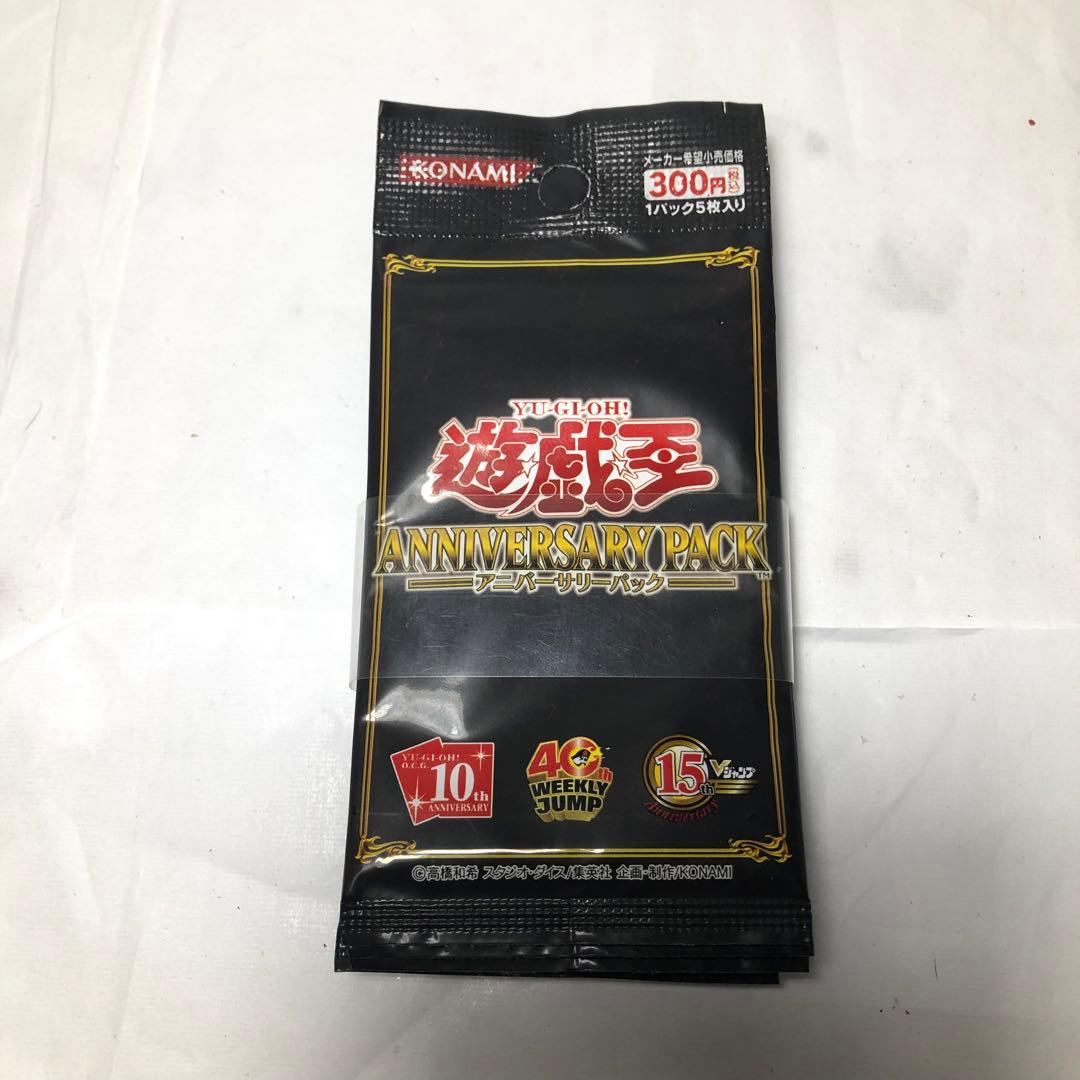 KONAMI
メーカー希望小売価格
300円(税込)
1パック5枚入り
YU-GI-OH!
遊☆戯☆王
ANNIVERSARY PACK™
アニバーサリーパック
YU-GI-OH!
O.C.G.
10th
ANNIVERSARY
40th
WEEKLY
JUMP
15th
Vジャンプ
Anniversary
©高橋和希 スタジオ・ダイス/集英社 企画・制作/KONAMI